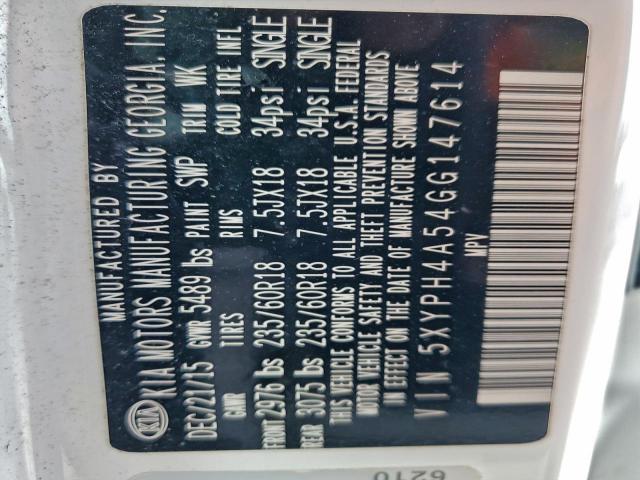 MANUFACTURED BY
KIA KIA MOTORS MANUFACTURING GEORGIA, INC.
DEC/21/15 GVWR 5489 lbs PAINT SWP TRIM WK
GAWR TIRES RIMS COLD TIRE INFL
FRONT 2976 lbs 235/60R18 7.5JX18 34psi SINGLE
REAR 3075 lbs 235/60R18 7.5JX18 34psi SINGLE
THIS VEHICLE CONFORMS TO ALL APPLICABLE U.S.A. FEDERAL
MOTOR VEHICLE SAFETY AND THEFT PREVENTION STANDARDS
IN EFFECT ON THE DATE OF MANUFACTURE SHOWN ABOVE.
VIN 5XYPH4A54GG147614
MPV
6210